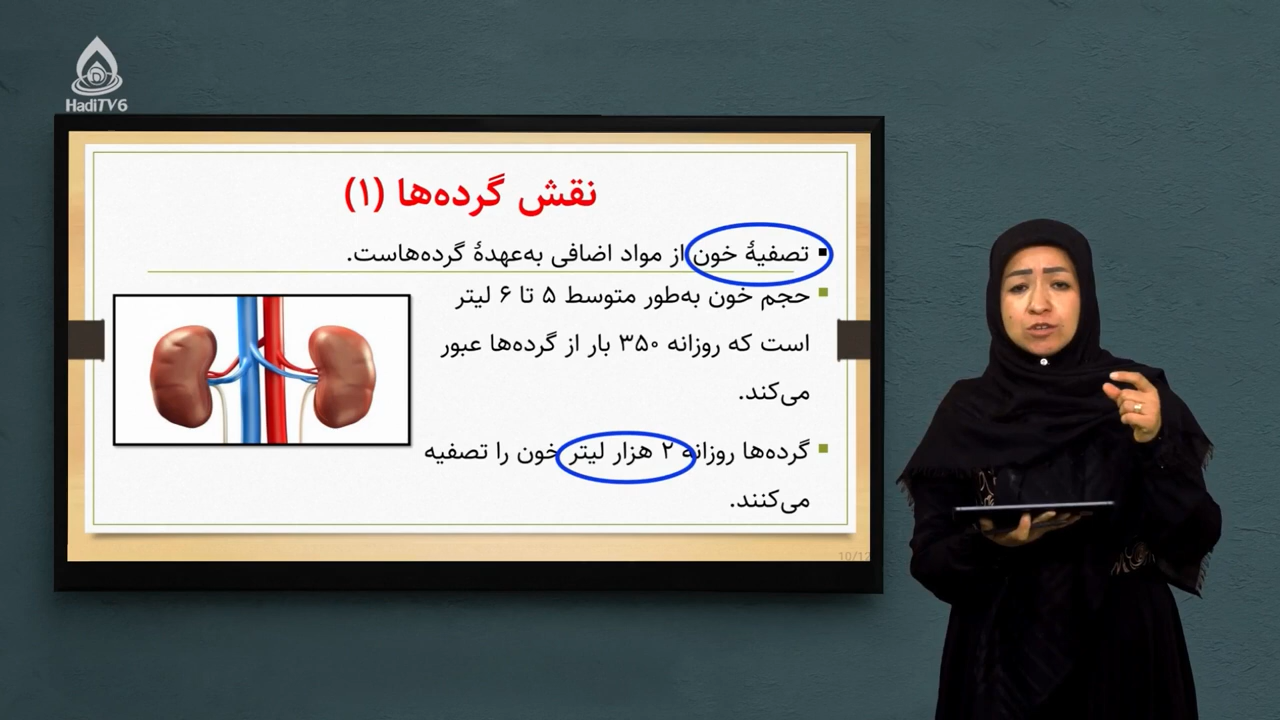 HadiTV6
نقش گرده‌ها (۱)
تصفیهٔ خون از مواد اضافی به‌عهدهٔ گرده‌هاست.
حجم خون به‌طور متوسط ۵ تا ۶ لیتر
است که روزانه ۳۵۰ بار از گرده‌ها عبور
می‌کند.
گرده‌ها روزانه ۲ هزار لیتر خون را تصفیه
می‌کنند.
10/12